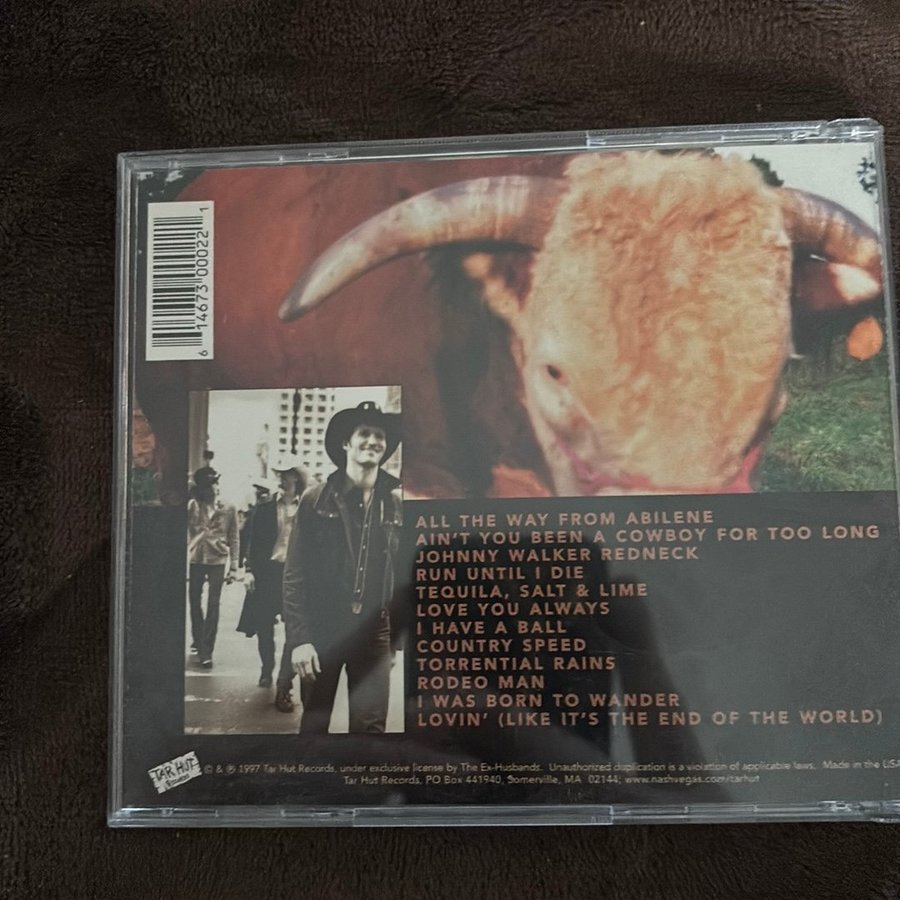 6 14673 00022 1
ALL THE WAY FROM ABILENE
AIN'T YOU BEEN A COWBOY FOR TOO LONG
JOHNNY WALKER REDNECK
RUN UNTIL I DIE
TEQUILA, SALT & LIME
LOVE YOU ALWAYS
I HAVE A BALL
COUNTRY SPEED
TORRENTIAL RAINS
RODEO MAN
I WAS BORN TO WANDER
LOVIN' (LIKE IT'S THE END OF THE WORLD)
TAR HUT
RECORDS
© & ℗ 1997 Tar Hut Records, under exclusive license by The Ex-Husbands. Unauthorized duplication is a violation of applicable laws. Made in the USA
Tar Hut Records, PO Box 441940, Somerville, MA 02144; www.nashvegas.com/tarhut